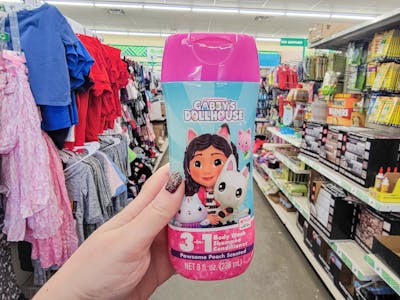 GABBY'S
DOLLHOUSE
3-in-1 Body Wash
Shampoo
Conditioner
Pawsome Peach Scented
NET 8 fl. oz. (236 mL)